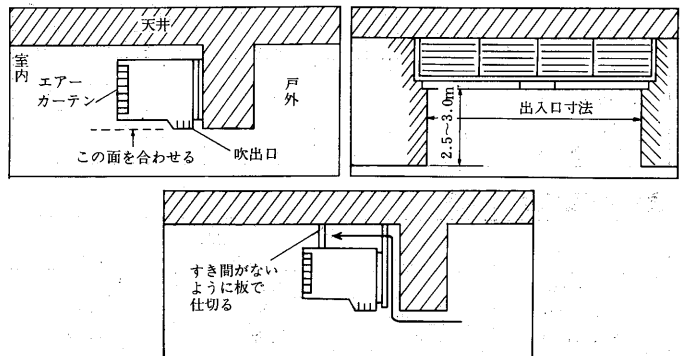 天井
室内
エアー
カーテン
戸外
この面を合わせる
吹出口
出入口寸法
2.5~3.0m
すき間がない
ように板で
仕切る